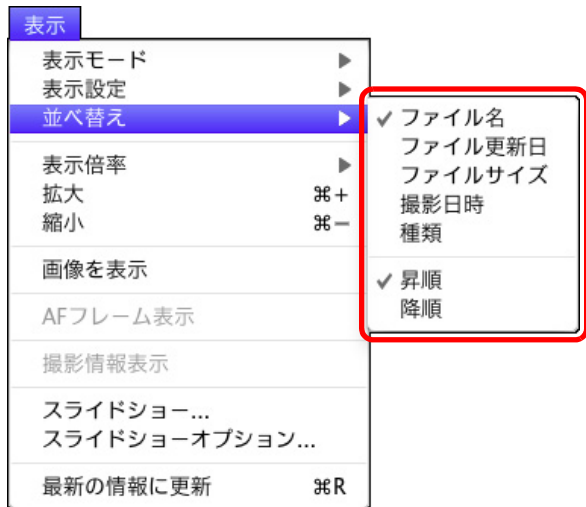 表示
表示モード
表示設定
並べ替え
表示倍率
拡大 ⌘+
縮小 ⌘−
画像を表示
AFフレーム表示
撮影情報表示
スライドショー...
スライドショーオプション...
最新の情報に更新 ⌘R
ファイル名
ファイル更新日
ファイルサイズ
撮影日時
種類
昇順
降順